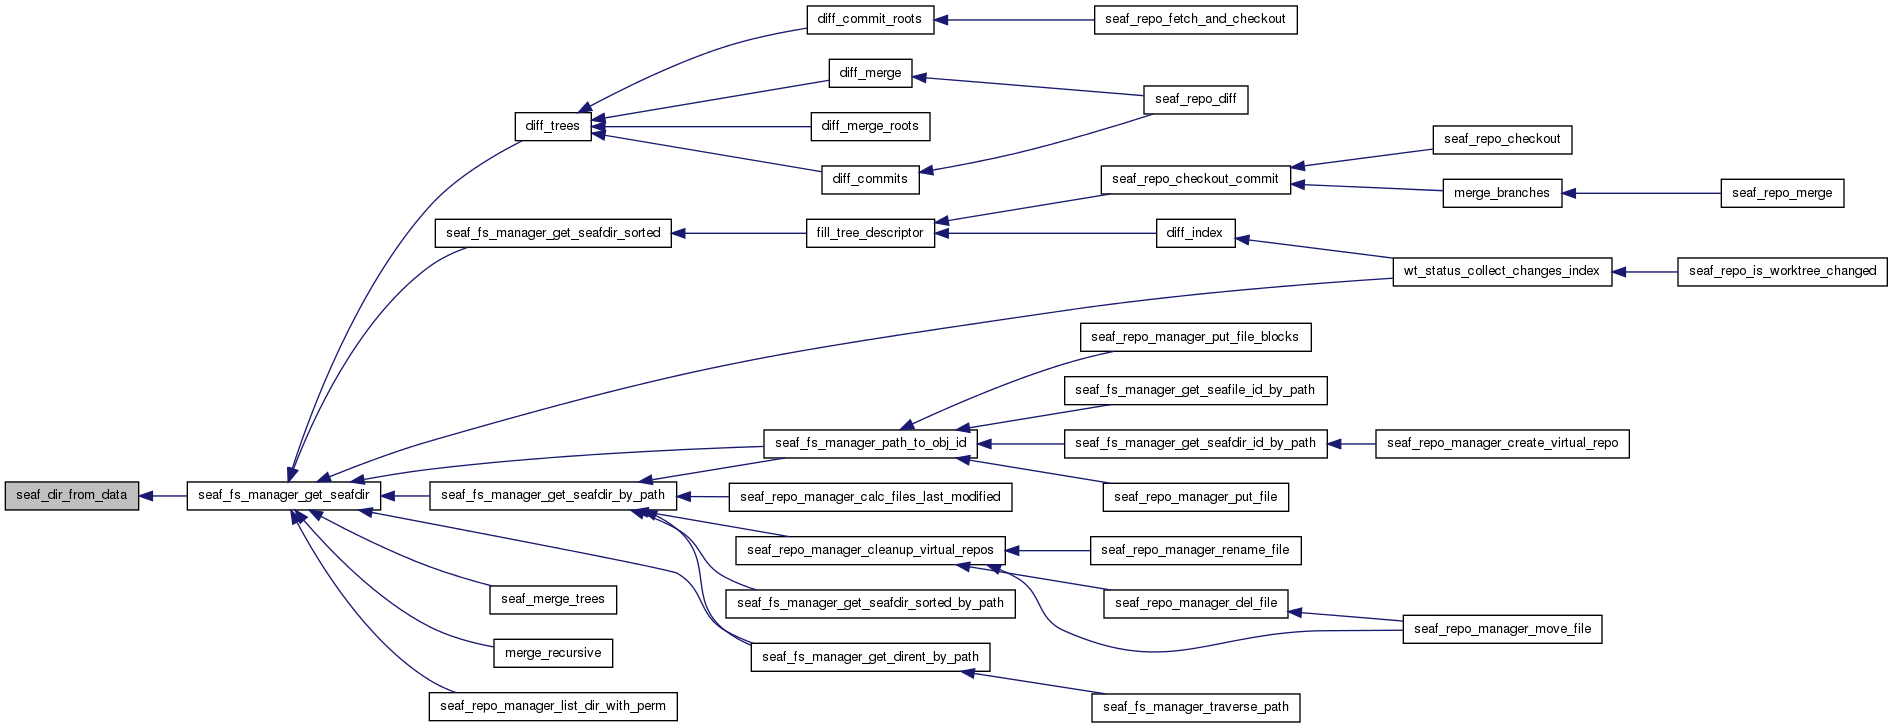 diff_commit_roots
seaf_repo_fetch_and_checkout
diff_merge
seaf_repo_diff
diff_trees
diff_merge_roots
seaf_repo_checkout
diff_commits
seaf_repo_checkout_commit
merge_branches
seaf_repo_merge
seaf_fs_manager_get_seafdir_sorted
fill_tree_descriptor
diff_index
wt_status_collect_changes_index
seaf_repo_is_worktree_changed
seaf_repo_manager_put_file_blocks
seaf_fs_manager_get_seafile_id_by_path
seaf_fs_manager_path_to_obj_id
seaf_fs_manager_get_seafdir_id_by_path
seaf_repo_manager_create_virtual_repo
seaf_dir_from_data
seaf_fs_manager_get_seafdir
seaf_fs_manager_get_seafdir_by_path
seaf_repo_manager_calc_files_last_modified
seaf_repo_manager_put_file
seaf_repo_manager_cleanup_virtual_repos
seaf_repo_manager_rename_file
seaf_merge_trees
seaf_fs_manager_get_seafdir_sorted_by_path
seaf_repo_manager_del_file
seaf_repo_manager_move_file
merge_recursive
seaf_fs_manager_get_dirent_by_path
seaf_repo_manager_list_dir_with_perm
seaf_fs_manager_traverse_path